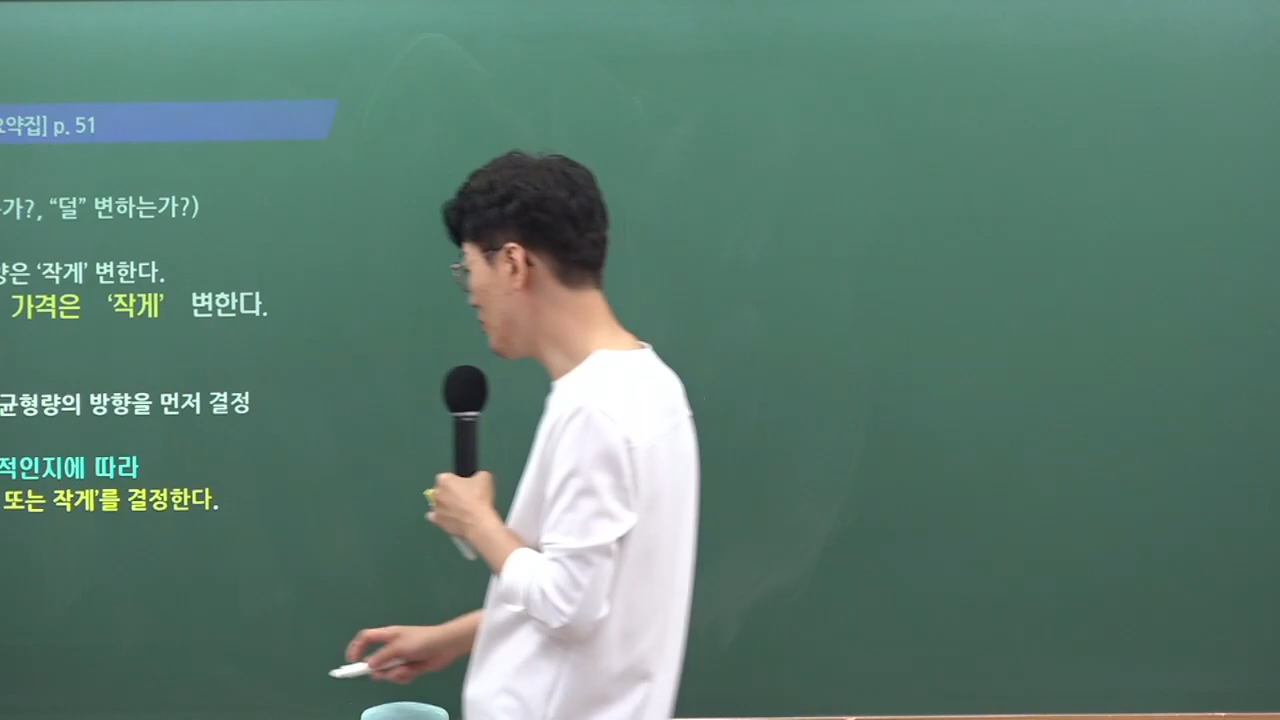 약집] p. 51
가?, “덜” 변하는가?)
은 ‘작게’ 변한다.
가격은 ‘작게’ 변한다.
균형량의 방향을 먼저 결정
적인지에 따라
또는 작게’를 결정한다.